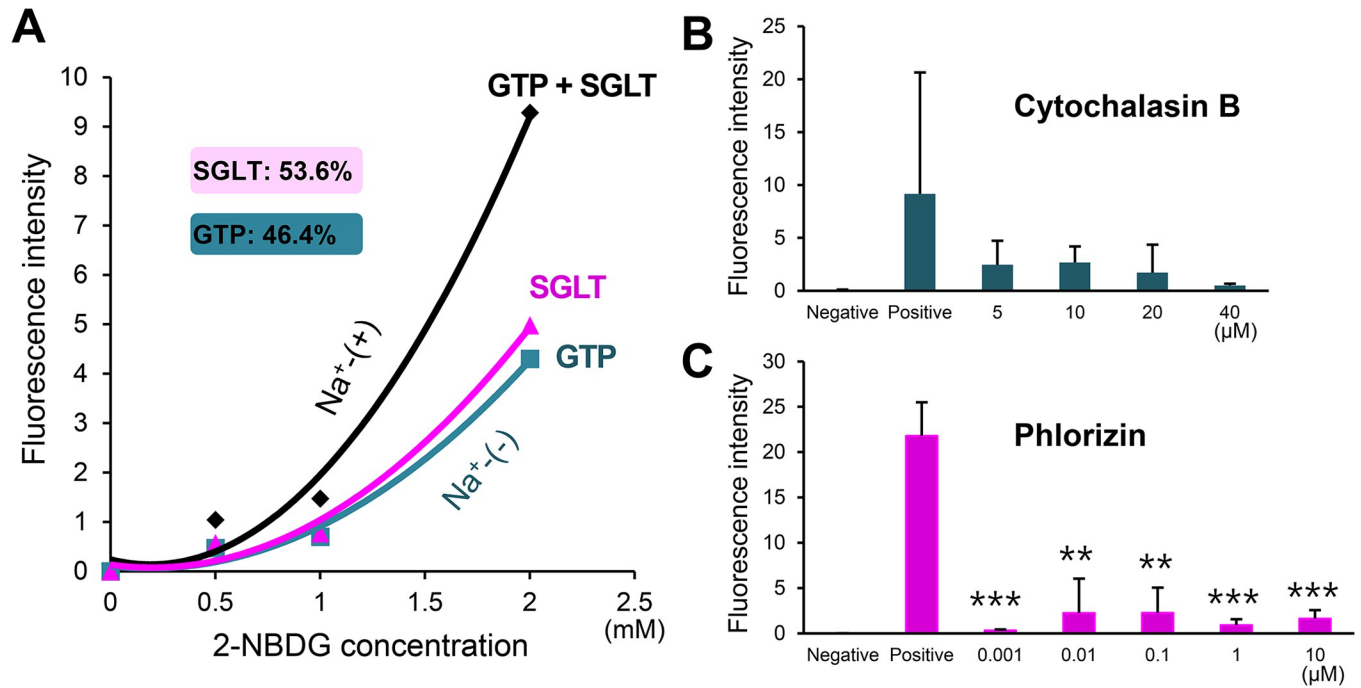 A
Fluorescence intensity
10
9
8
7
6
5
4
3
2
1
0
GTP + SGLT
SGLT: 53.6%
GTP: 46.4%
SGLT
GTP
Na⁺-(+)
Na⁺-(-)
0 0.5 1 1.5 2 2.5
(mM)
2-NBDG concentration
B
Fluorescence intensity
25
20
15
10
5
0
Cytochalasin B
Negative Positive 5 10 20 40
(µM)
C
Fluorescence intensity
30
25
20
15
10
5
0
Phlorizin
*** ** ** *** ***
Negative Positive 0.001 0.01 0.1 1 10
(µM)